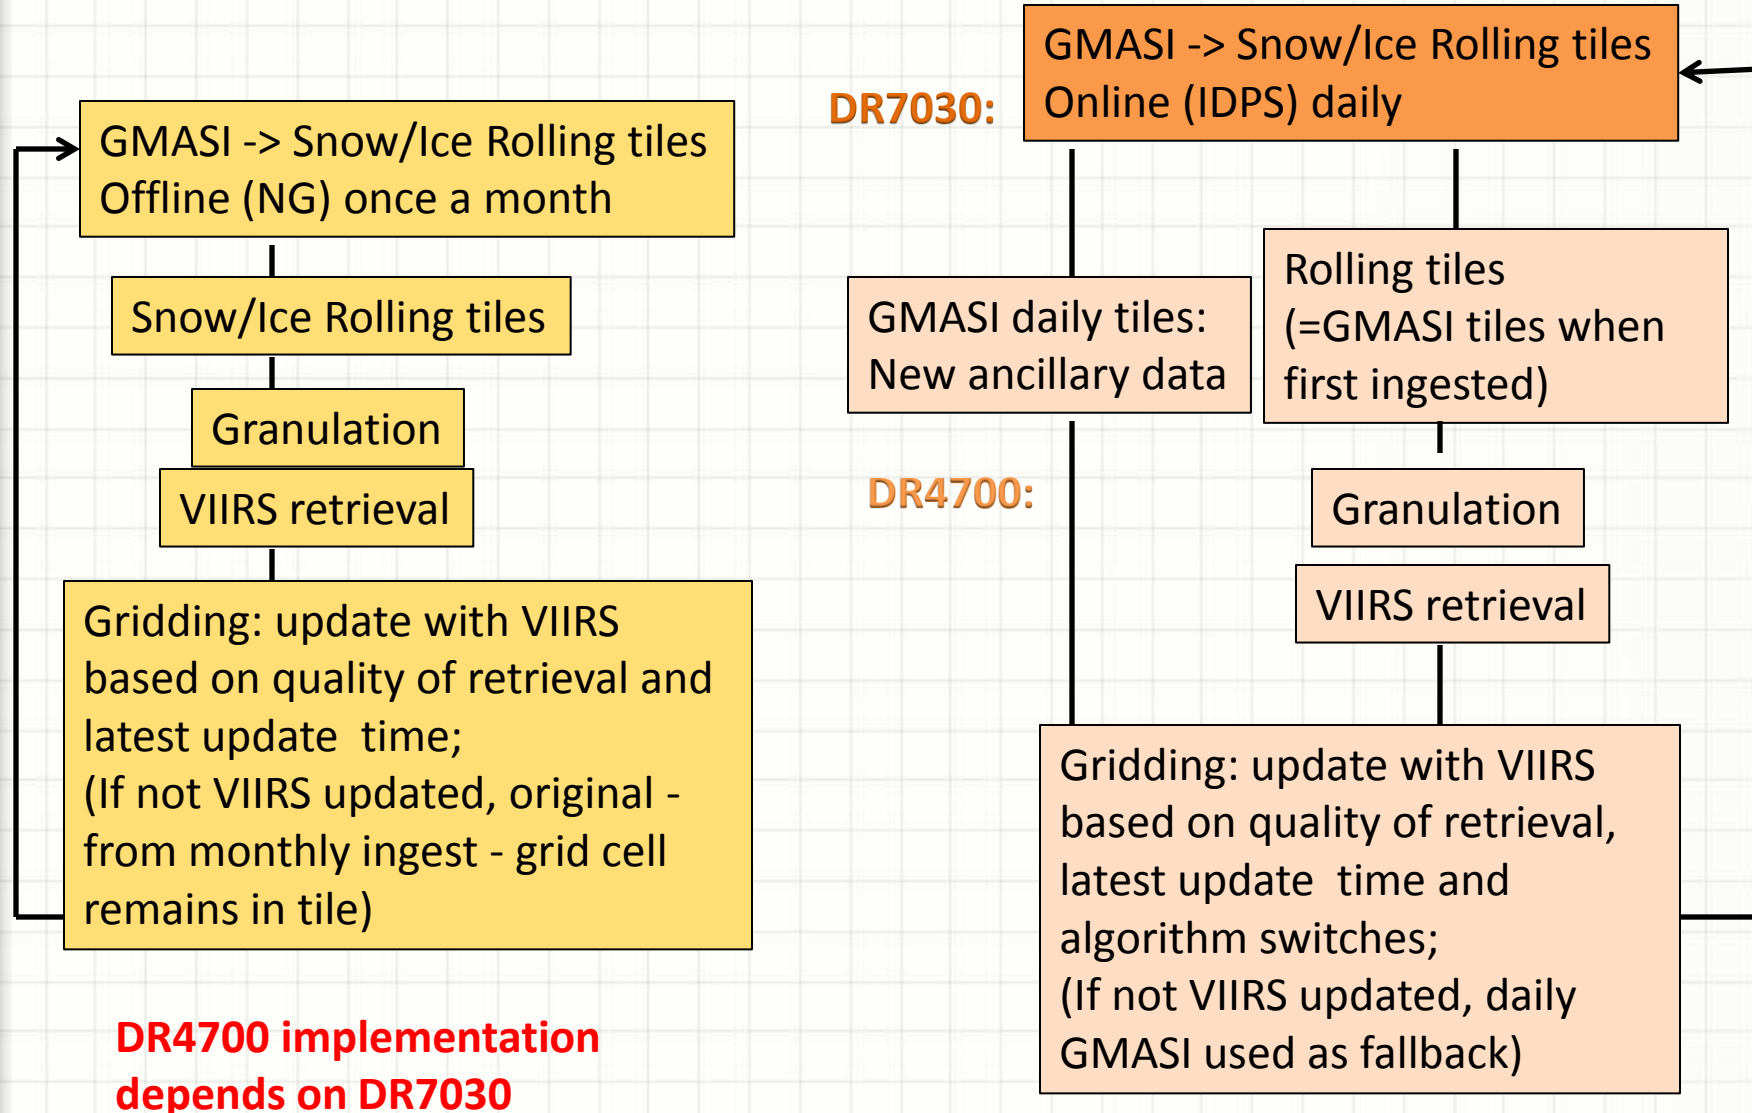 GMASI -> Snow/Ice Rolling tiles
Offline (NG) once a month
Snow/Ice Rolling tiles
Granulation
VIIRS retrieval
Gridding: update with VIIRS
based on quality of retrieval and
latest update  time;
(If not VIIRS updated, original -
from monthly ingest - grid cell
remains in tile)
DR4700 implementation
depends on DR7030
DR7030:
GMASI -> Snow/Ice Rolling tiles
Online (IDPS) daily
GMASI daily tiles:
New ancillary data
Rolling tiles
(=GMASI tiles when
first ingested)
DR4700:
Granulation
VIIRS retrieval
Gridding: update with VIIRS
based on quality of retrieval,
latest update  time and
algorithm switches;
(If not VIIRS updated, daily
GMASI used as fallback)